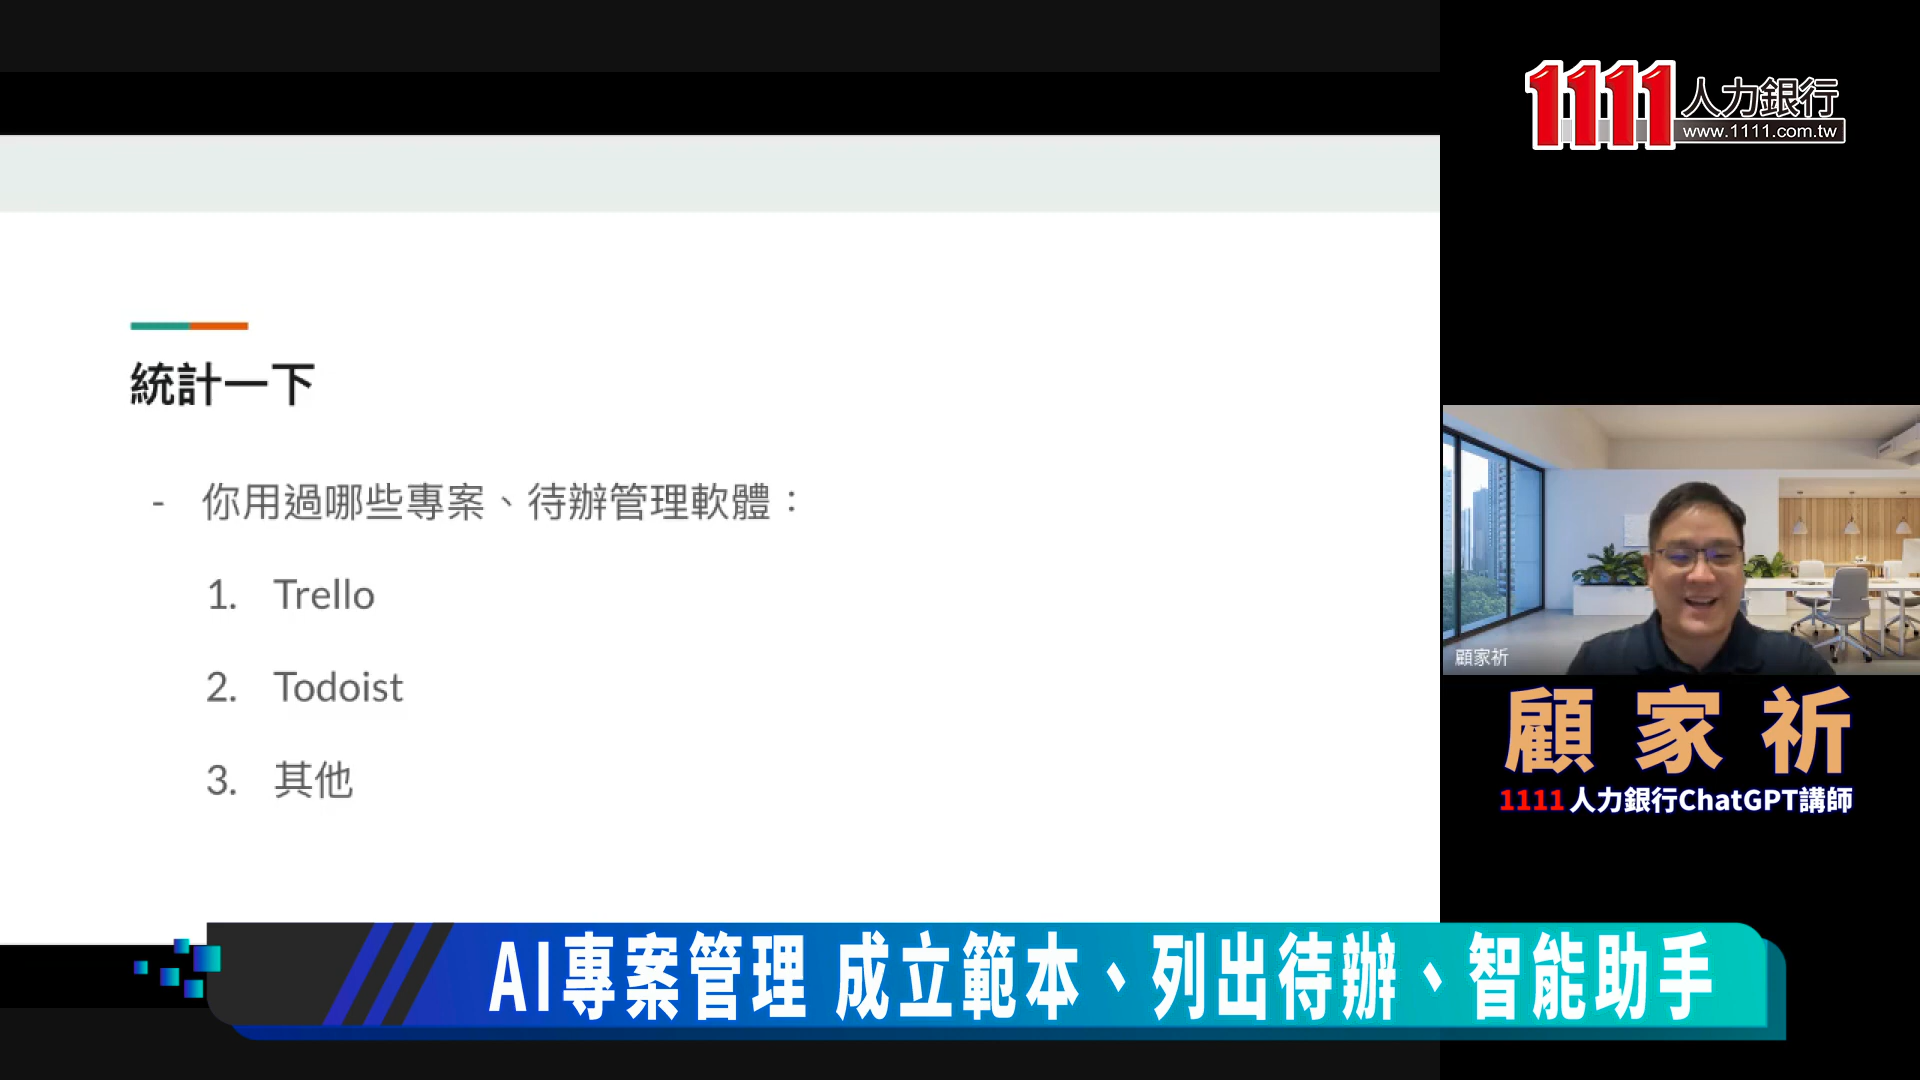 統計一下
- 你用過哪些專案、待辦管理軟體：
1. Trello
2. Todoist
3. 其他
1111人力銀行
www.1111.com.tw
顧家祈
顧家祈
1111人力銀行ChatGPT講師
AI專案管理 成立範本、列出待辦、智能助手